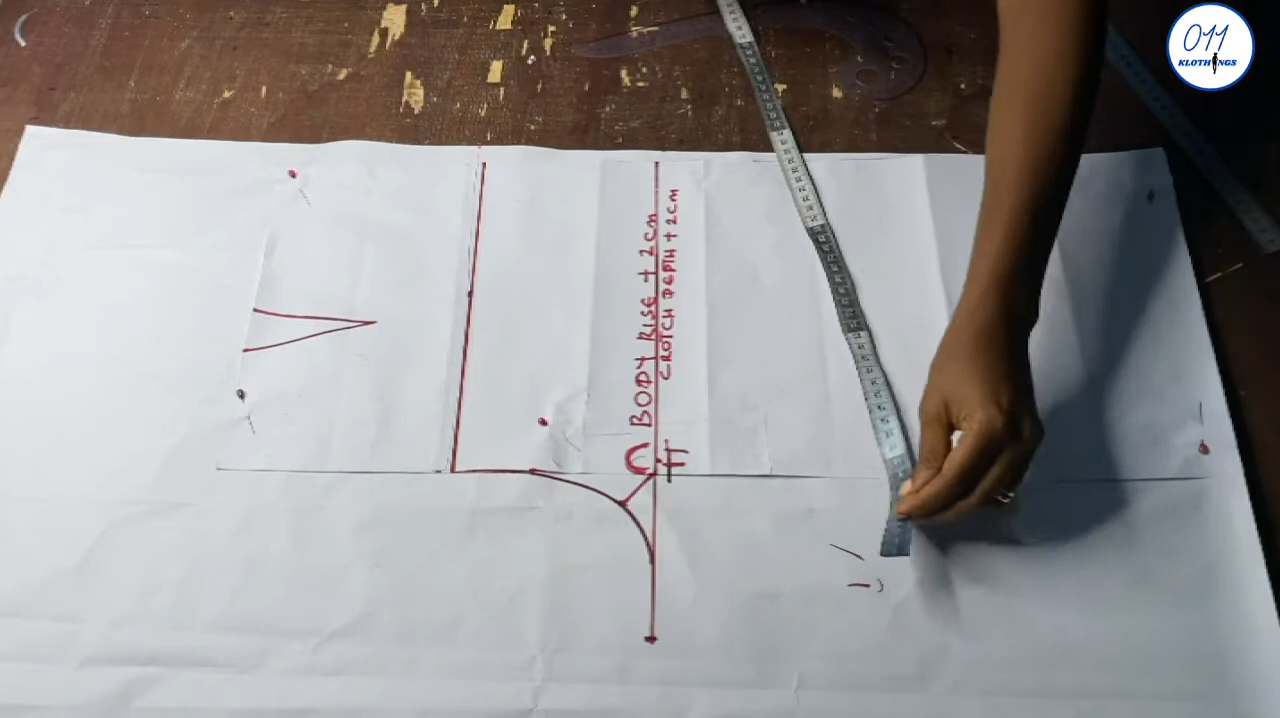 011
KLOTHINGS
BODY RISE + 2cm
CROTCH DEPTH + 2cm